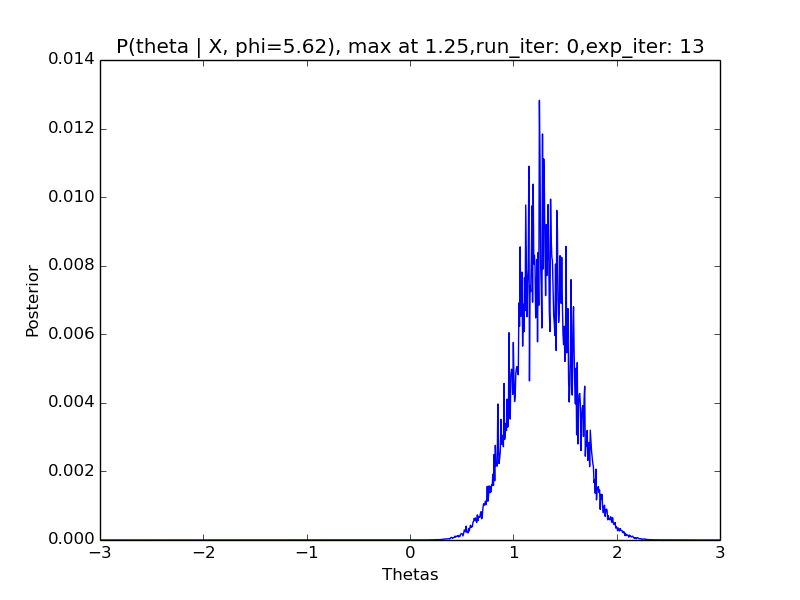 P(theta | X, phi=5.62), max at 1.25,run_iter: 0,exp_iter: 13
0.014
0.012
0.010
0.008
0.006
0.004
0.002
0.000
Posterior
−3 −2 −1 0 1 2 3
Thetas